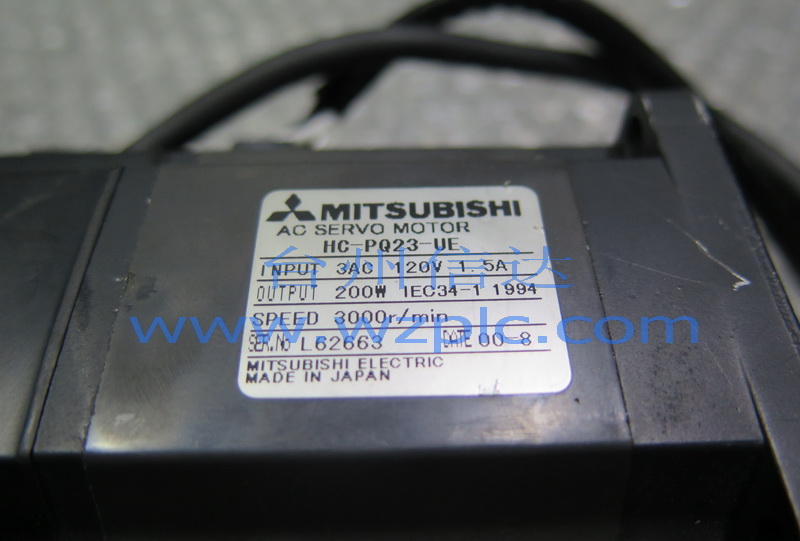 MITSUBISHI
AC SERVO MOTOR
HC-PQ23-UE
INPUT 3AC 120V 1.5A
台州信达
OUTPUT 200W IEC34-1 1994
SPEED 3000r/min
www.wzplc.com
SER.No L62663 DATE 00-8
MITSUBISHI ELECTRIC
MADE IN JAPAN